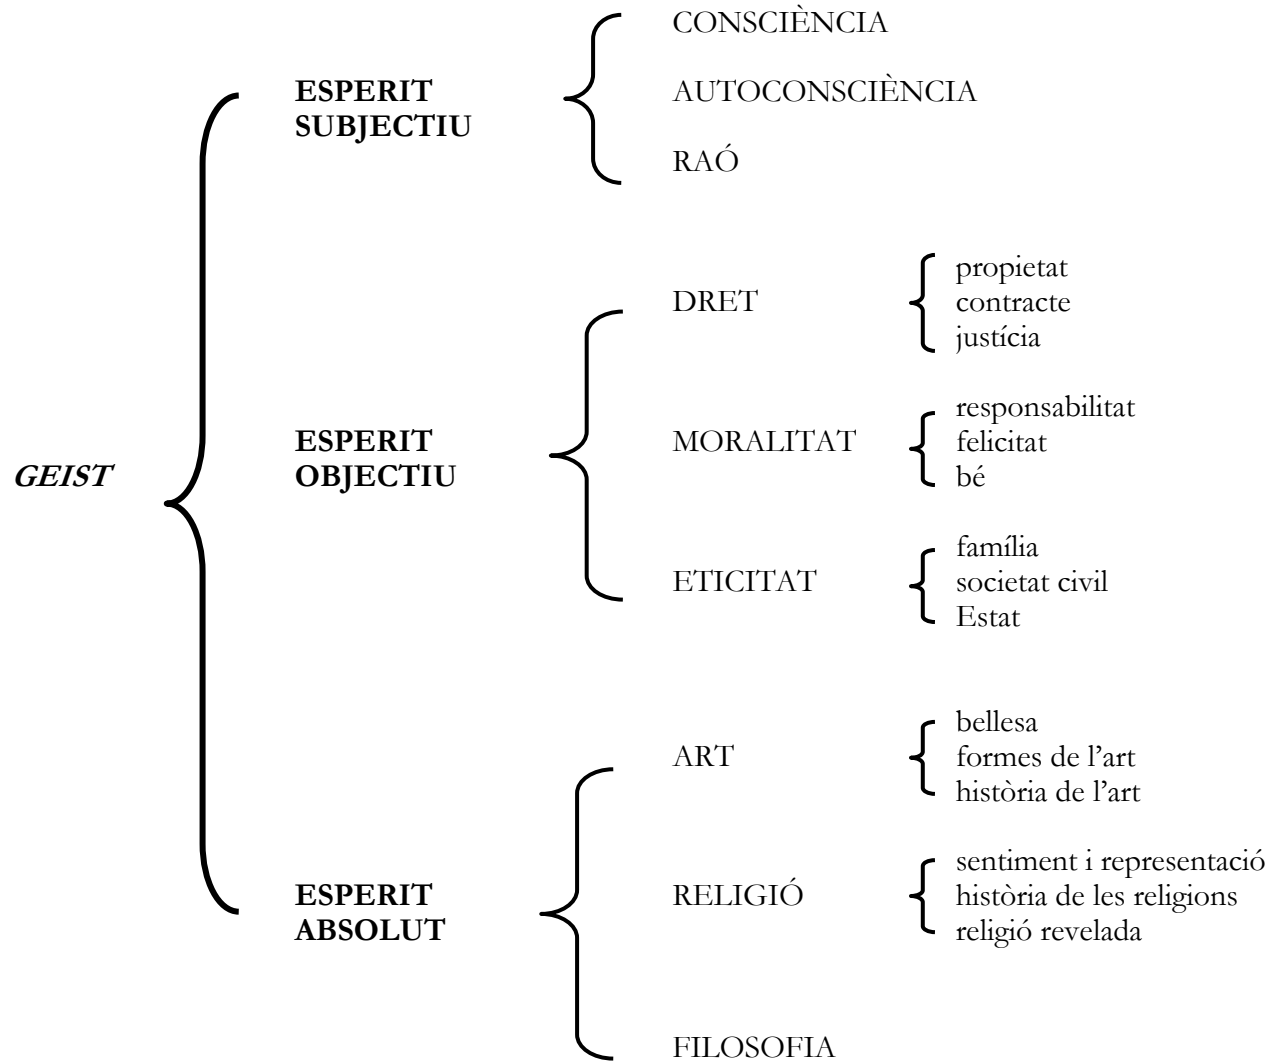 GEIST
ESPERIT
SUBJECTIU
CONSCIÈNCIA
AUTOCONSCIÈNCIA
RAÓ
ESPERIT
OBJECTIU
DRET
propietat
contracte
justícia
MORALITAT
responsabilitat
felicitat
bé
ETICITAT
família
societat civil
Estat
ESPERIT
ABSOLUT
ART
bellesa
formes de l’art
història de l’art
RELIGIÓ
sentiment i representació
història de les religions
religió revelada
FILOSOFIA